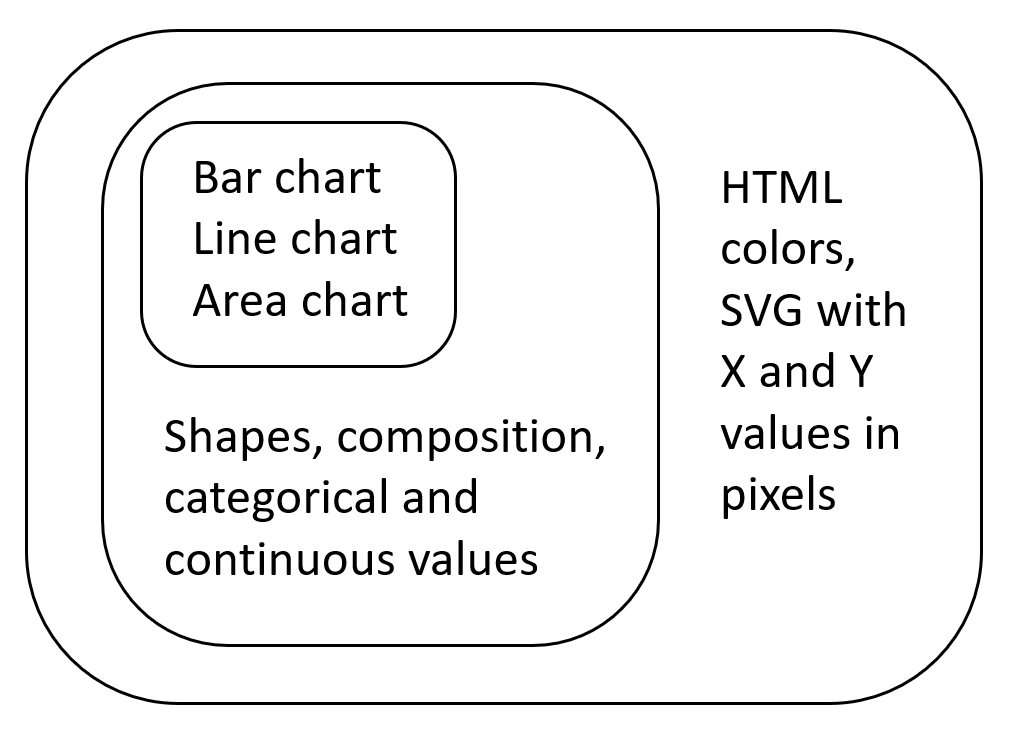 Bar chart
Line chart
Area chart
Shapes, composition,
categorical and
continuous values
HTML
colors,
SVG with
X and Y
values in
pixels